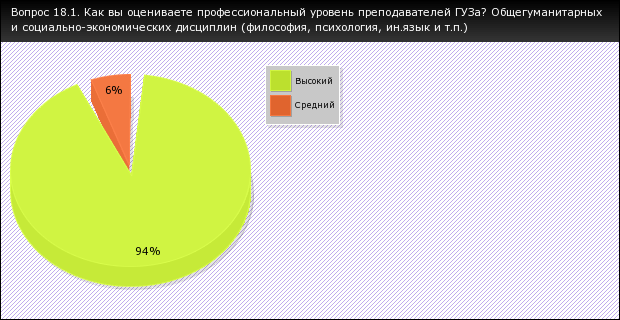 Вопрос 18.1. Как вы оцениваете профессиональный уровень преподавателей ГУЗа? Общегуманитарных
и социально-экономических дисциплин (философия, психология, ин.язык и т.п.)
Высокий
Средний
6%
94%